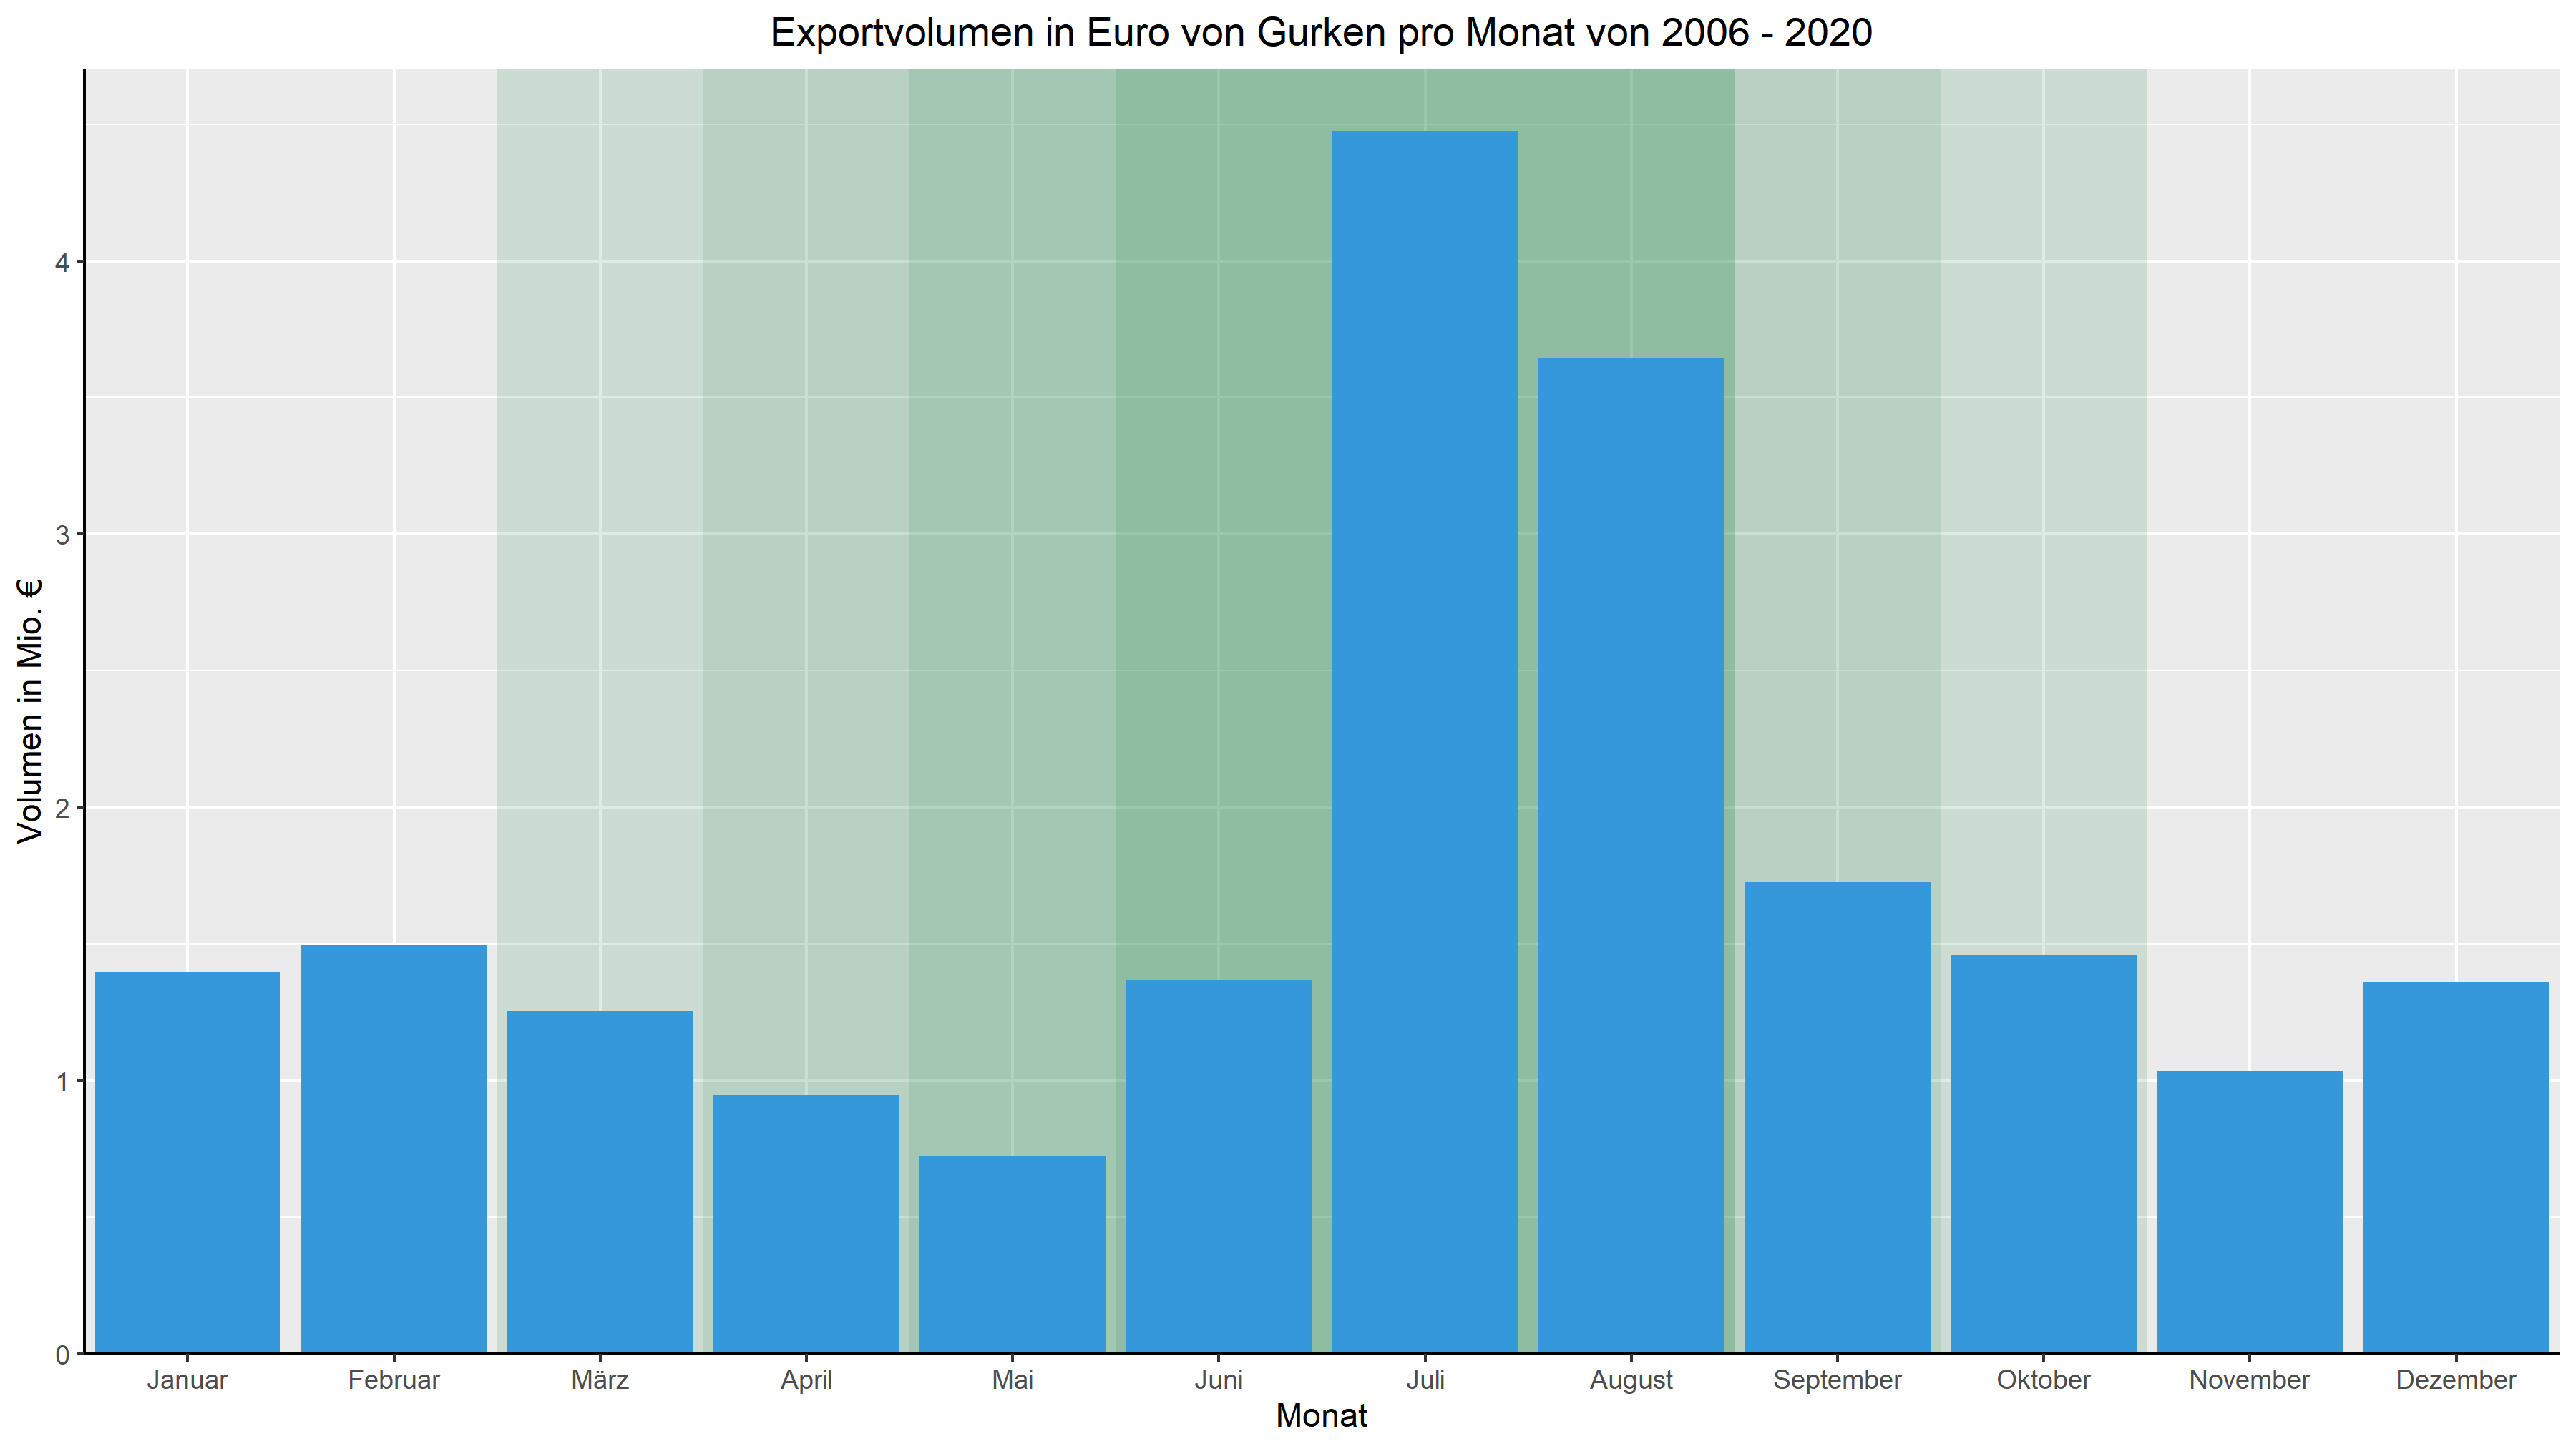 Exportvolumen in Euro von Gurken pro Monat von 2006 - 2020
Volumen in Mio. €
4
3
2
1
0
Januar Februar März April Mai Juni Juli August September Oktober November Dezember
Monat